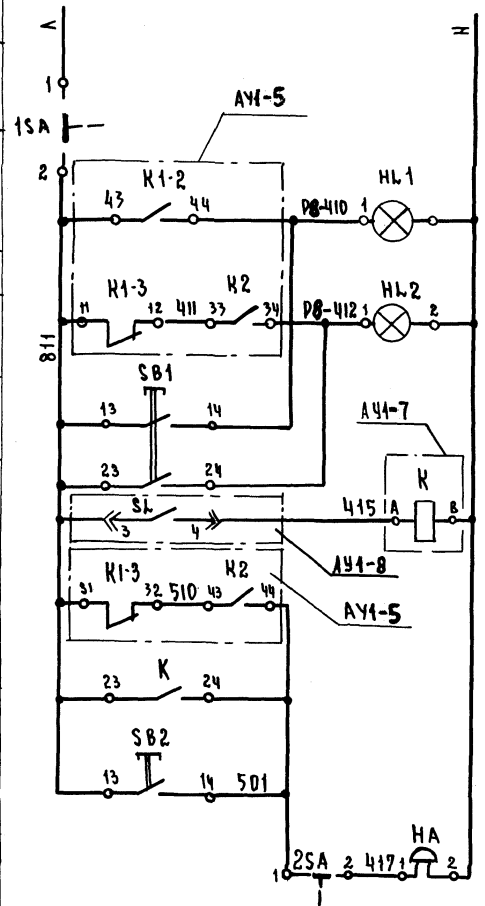 А Н
1
1SA
АУ1-5
2
К1-2 HL1
43 44 Р8-410 1
К1-3 К2 HL2
11 12 411 33 34 Р8-412 1 2
811
SB1
13 14
АУ1-7
23 24
К
SL 415 А В
3 4
АУ1-8
К1-3 К2
31 32 510 43 44
АУ1-5
К
23 24
SB2
13 14 501
НА
1 2SA 2 417 1 2